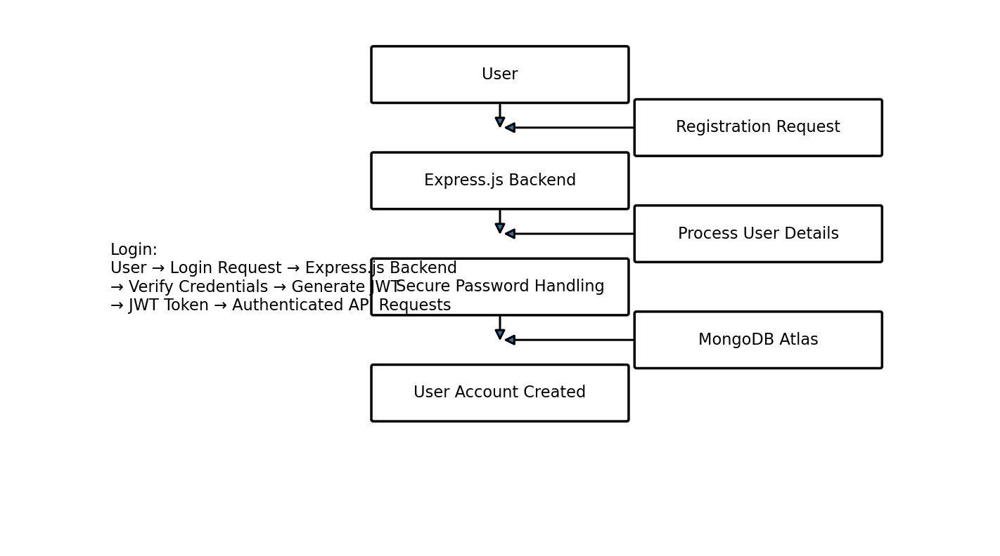 User
Registration Request
Express.js Backend
Process User Details
Login:
User → Login Request → Express.js Backend
→ Verify Credentials → Generate JWT
→ JWT Token → Authenticated API Requests
Secure Password Handling
MongoDB Atlas
User Account Created